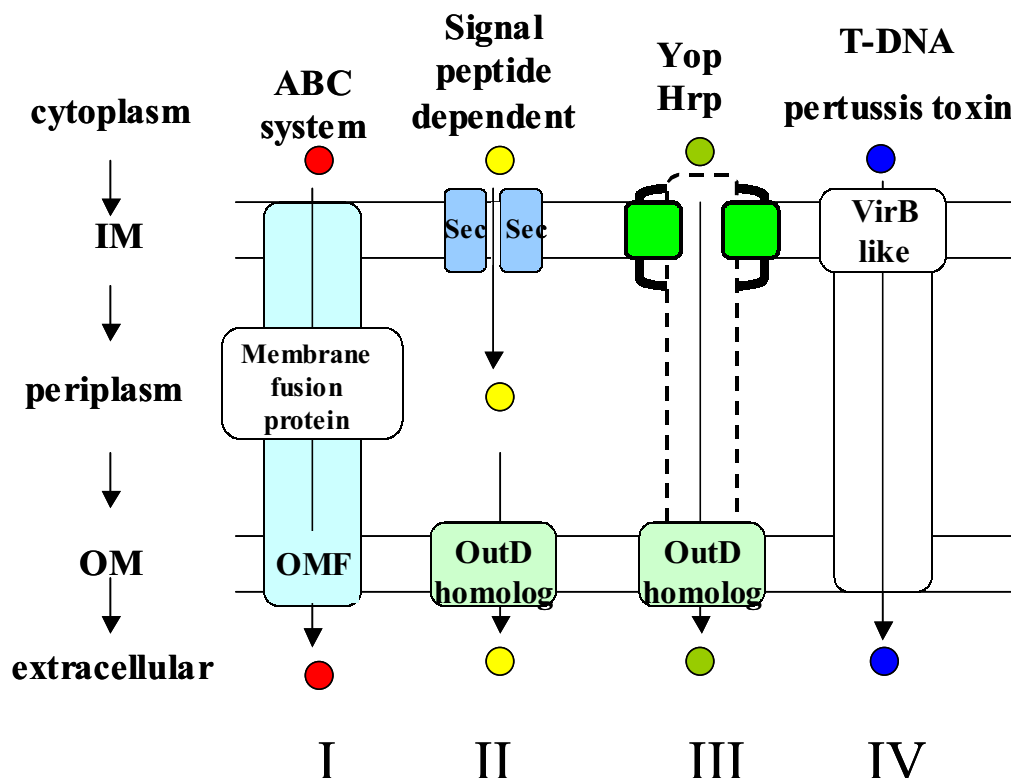 cytoplasm
IM
periplasm
OM
extracellular
ABC
system
Signal
peptide
dependent
Yop
Hrp
T-DNA
pertussis toxin
Sec Sec
VirB
like
Membrane
fusion
protein
OMF
OutD
homolog
OutD
homolog
I II III IV